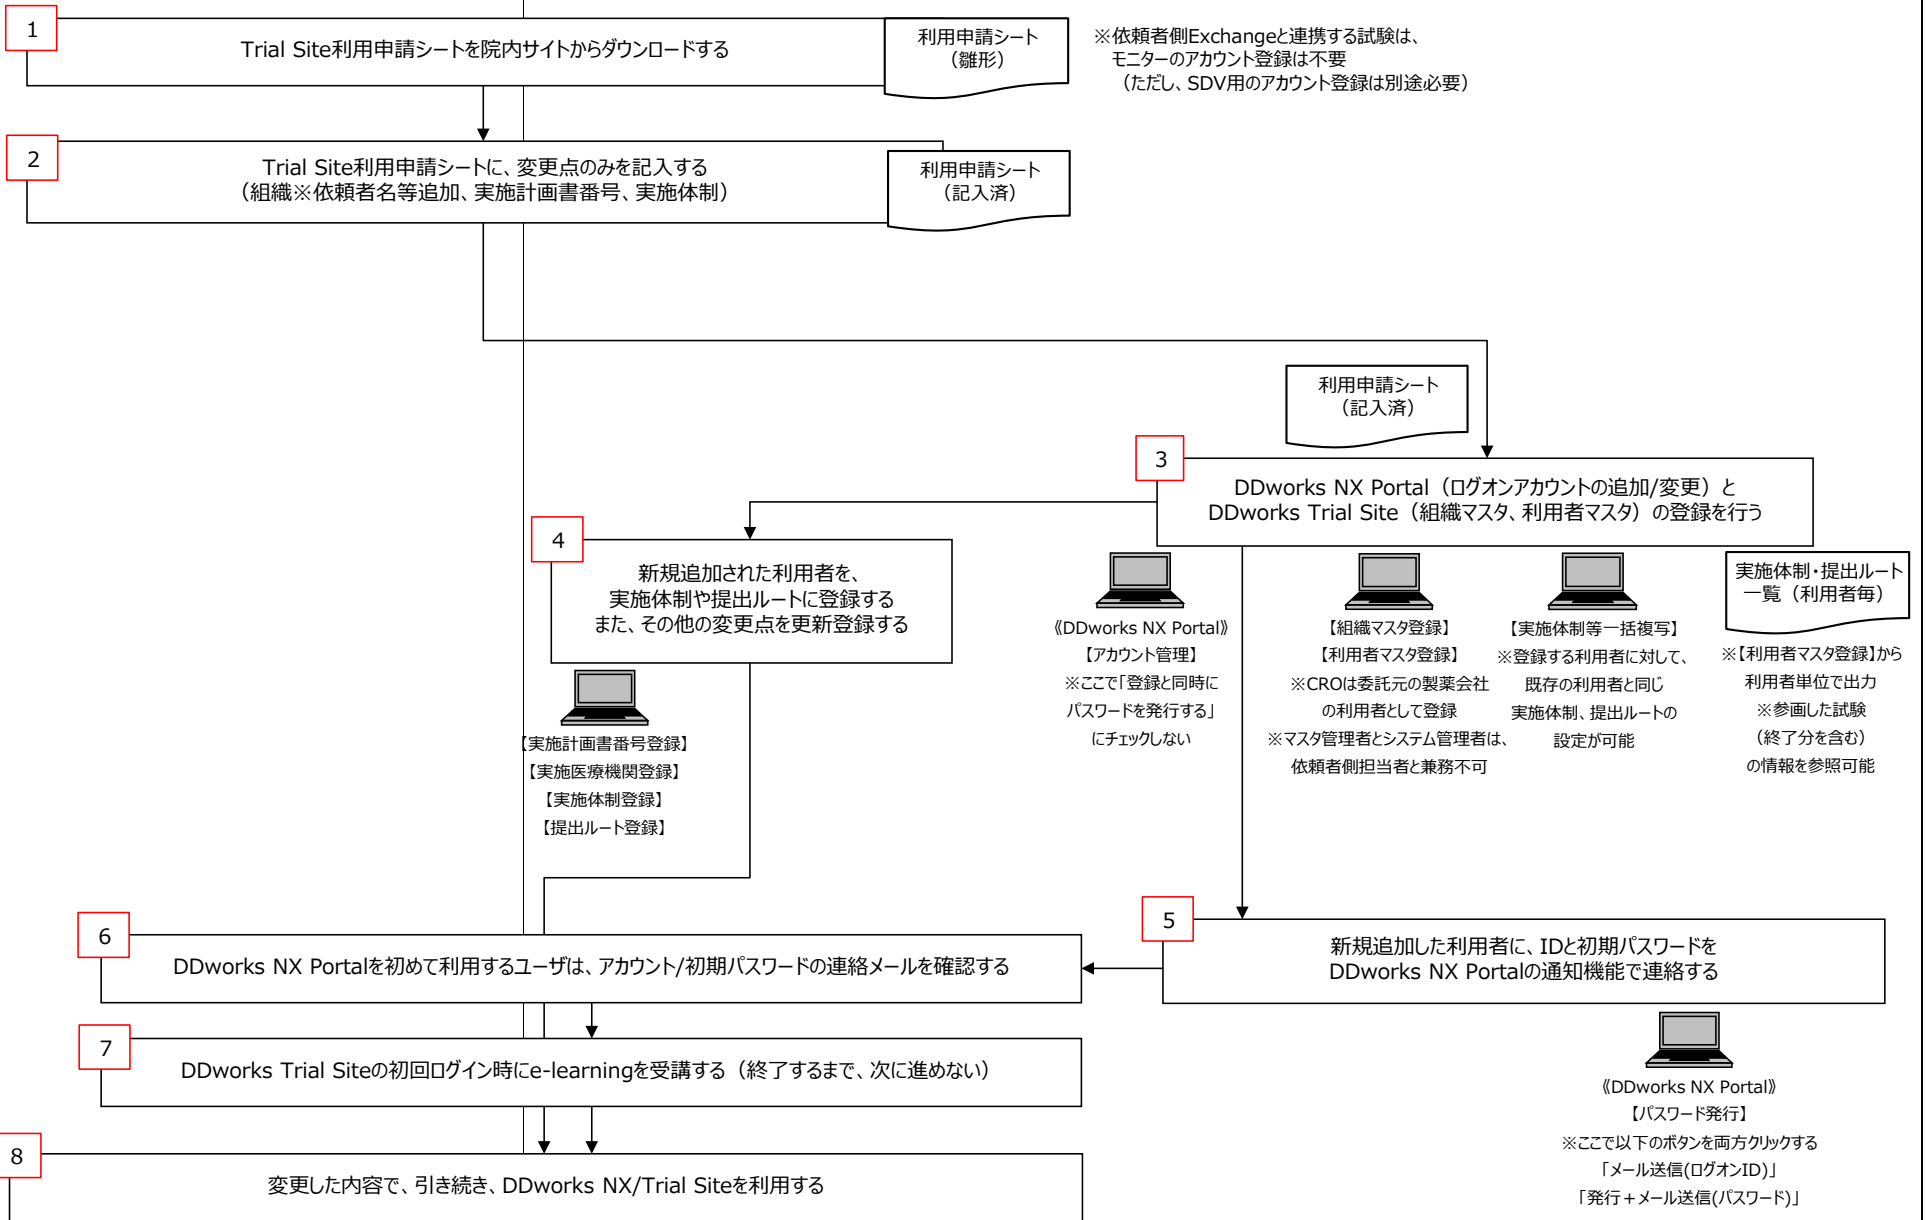 1
Trial Site利用申請シートを院内サイトからダウンロードする
利用申請シート
（雛形）
※依頼者側Exchangeと連携する試験は、
モニターのアカウント登録は不要
（ただし、SDV用のアカウント登録は別途必要）
2
Trial Site利用申請シートに、変更点のみを記入する
（組織※依頼者名等追加、実施計画書番号、実施体制）
利用申請シート
（記入済）
利用申請シート
（記入済）
3
DDworks NX Portal（ログオンアカウントの追加/変更）と
DDworks Trial Site（組織マスタ、利用者マスタ）の登録を行う
4
新規追加された利用者を、
実施体制や提出ルートに登録する
また、その他の変更点を更新登録する
【実施計画書番号登録】
【実施医療機関登録】
【実施体制登録】
【提出ルート登録】
《DDworks NX Portal》
【アカウント管理】
※ここで「登録と同時に
パスワードを発行する」
にチェックしない
【組織マスタ登録】
【利用者マスタ登録】
※CROは委託元の製薬会社
の利用者として登録
※マスタ管理者とシステム管理者は、
依頼者側担当者と兼務不可
【実施体制等一括複写】
※登録する利用者に対して、
既存の利用者と同じ
実施体制、提出ルートの
設定が可能
実施体制・提出ルート
一覧（利用者毎）
※【利用者マスタ登録】から
利用者単位で出力
※参画した試験
（終了分を含む）
の情報を参照可能
5
新規追加した利用者に、IDと初期パスワードを
DDworks NX Portalの通知機能で連絡する
6
DDworks NX Portalを初めて利用するユーザは、アカウント/初期パスワードの連絡メールを確認する
7
DDworks Trial Siteの初回ログイン時にe-learningを受講する（終了するまで、次に進めない）
《DDworks NX Portal》
【パスワード発行】
※ここで以下のボタンを両方クリックする
「メール送信(ログオンID)」
「発行＋メール送信(パスワード)」
8
変更した内容で、引き続き、DDworks NX/Trial Siteを利用する